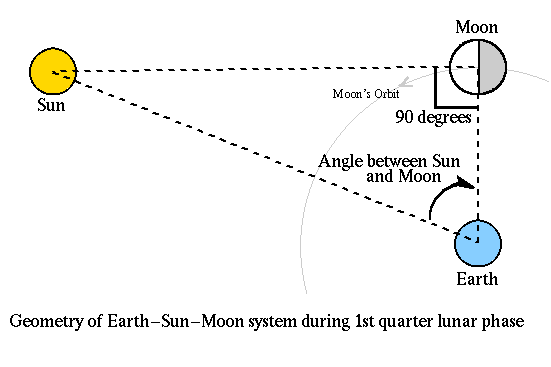 Moon
Sun
Moon's Orbit
90 degrees
Angle between Sun
and Moon
Earth
Geometry of Earth–Sun–Moon system during 1st quarter lunar phase